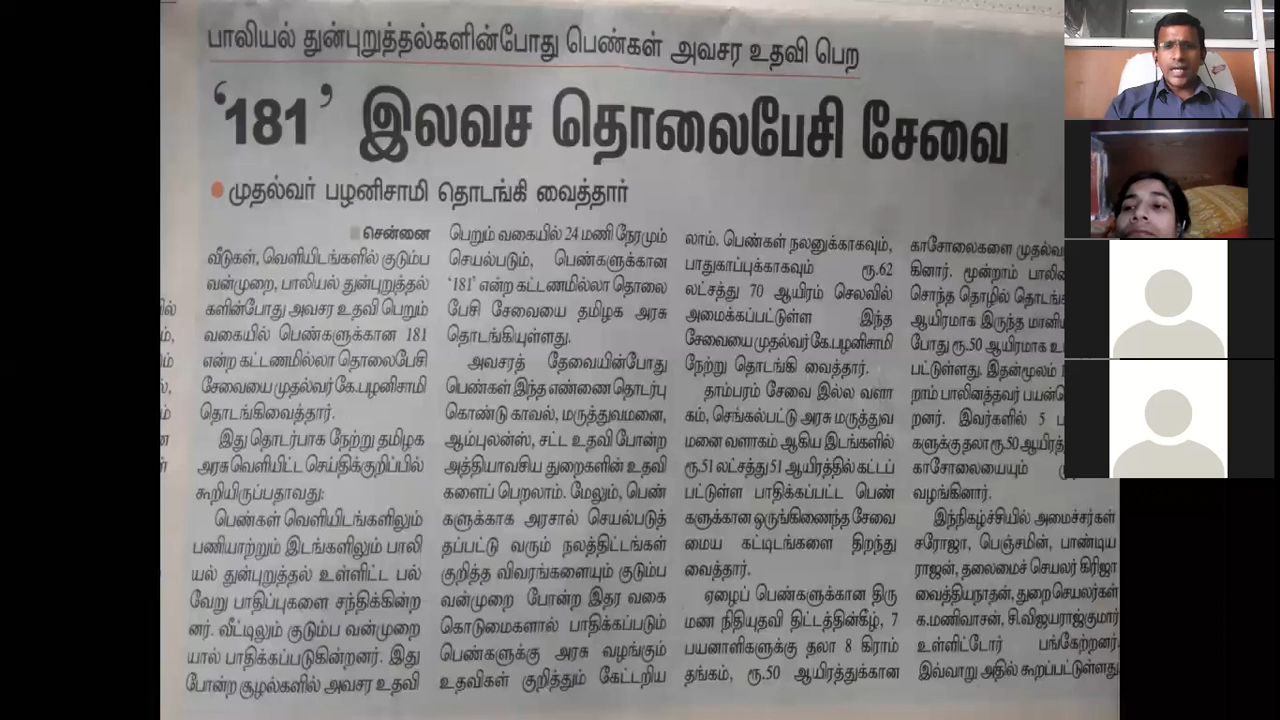 பாலியல் துன்புறுத்தல்களின்போது பெண்கள் அவசர உதவி பெற
‘181’ இலவச தொலைபேசி சேவை
முதல்வர் பழனிசாமி தொடங்கி வைத்தார்
சென்னை
வீடுகள், வெளியிடங்களில் குடும்ப
வன்முறை, பாலியல் துன்புறுத்தல்
களின்போது அவசர உதவி பெறும்
வகையில் பெண்களுக்கான 181
என்ற கட்டணமில்லா தொலைபேசி
சேவையை முதல்வர் கே.பழனிசாமி
தொடங்கிவைத்தார்.
இது தொடர்பாக நேற்று தமிழக
அரசு வெளியிட்ட செய்திக்குறிப்பில்
கூறியிருப்பதாவது:
பெண்கள் வெளியிடங்களிலும்
பணியாற்றும் இடங்களிலும் பாலி
யல் துன்புறுத்தல் உள்ளிட்ட பல்
வேறு பாதிப்புகளை சந்திக்கின்ற
னர். வீட்டிலும் குடும்ப வன்முறை
யால் பாதிக்கப்படுகின்றனர். இது
போன்ற சூழல்களில் அவசர உதவி
பெறும் வகையில் 24 மணி நேரமும்
செயல்படும், பெண்களுக்கான
‘181’ என்ற கட்டணமில்லா தொலை
பேசி சேவையை தமிழக அரசு
தொடங்கியுள்ளது.
அவசரத் தேவையின்போது
பெண்கள் இந்த எண்ணை தொடர்பு
கொண்டு காவல், மருத்துவமனை,
ஆம்புலன்ஸ், சட்ட உதவி போன்ற
அத்தியாவசிய துறைகளின் உதவி
களைப் பெறலாம். மேலும், பெண்
களுக்காக அரசால் செயல்படுத்
தப்பட்டு வரும் நலத்திட்டங்கள்
குறித்த விவரங்களையும் குடும்ப
வன்முறை போன்ற இதர வகை
கொடுமைகளால் பாதிக்கப்படும்
பெண்களுக்கு அரசு வழங்கும்
உதவிகள் குறித்தும் கேட்டறிய
லாம். பெண்கள் நலனுக்காகவும்,
பாதுகாப்புக்காகவும் ரூ.62
லட்சத்து 70 ஆயிரம் செலவில்
அமைக்கப்பட்டுள்ள இந்த
சேவையை முதல்வர் கே.பழனிசாமி
நேற்று தொடங்கி வைத்தார்.
தாம்பரம் சேவை இல்ல வளா
கம், செங்கல்பட்டு அரசு மருத்துவ
மனை வளாகம் ஆகிய இடங்களில்
ரூ.51 லட்சத்து 51 ஆயிரத்தில் கட்டப்
பட்டுள்ள பாதிக்கப்பட்ட பெண்
களுக்கான ஒருங்கிணைந்த சேவை
மைய கட்டிடங்களை திறந்து
வைத்தார்.
ஏழைப் பெண்களுக்கான திரு
மண நிதியுதவி திட்டத்தின்கீழ், 7
பயனாளிகளுக்கு தலா 8 கிராம்
தங்கம், ரூ.50 ஆயிரத்துக்கான
காசோலைகளை முதல்வ
கினார். மூன்றாம் பாலின
சொந்த தொழில் தொடங்க
ஆயிரமாக இருந்த மானிய
போது ரூ.50 ஆயிரமாக உ
பட்டுள்ளது. இதன்மூலம்
றாம் பாலினத்தவர் பயன்பெ
றனர். இவர்களில் 5 ப
களுக்கு தலா ரூ.50 ஆயிரத்
காசோலையையும் மு
வழங்கினார்.
இந்நிகழ்ச்சியில் அமைச்சர்கள்
சரோஜா, பெஞ்சமின், பாண்டிய
ராஜன், தலைமைச் செயலர் கிரிஜா
வைத்தியநாதன், துறை செயலர்கள்
க.மணிவாசன், சி.விஜயராஜ்குமார்
உள்ளிட்டோர் பங்கேற்றனர்.
இவ்வாறு அதில் கூறப்பட்டுள்ளது